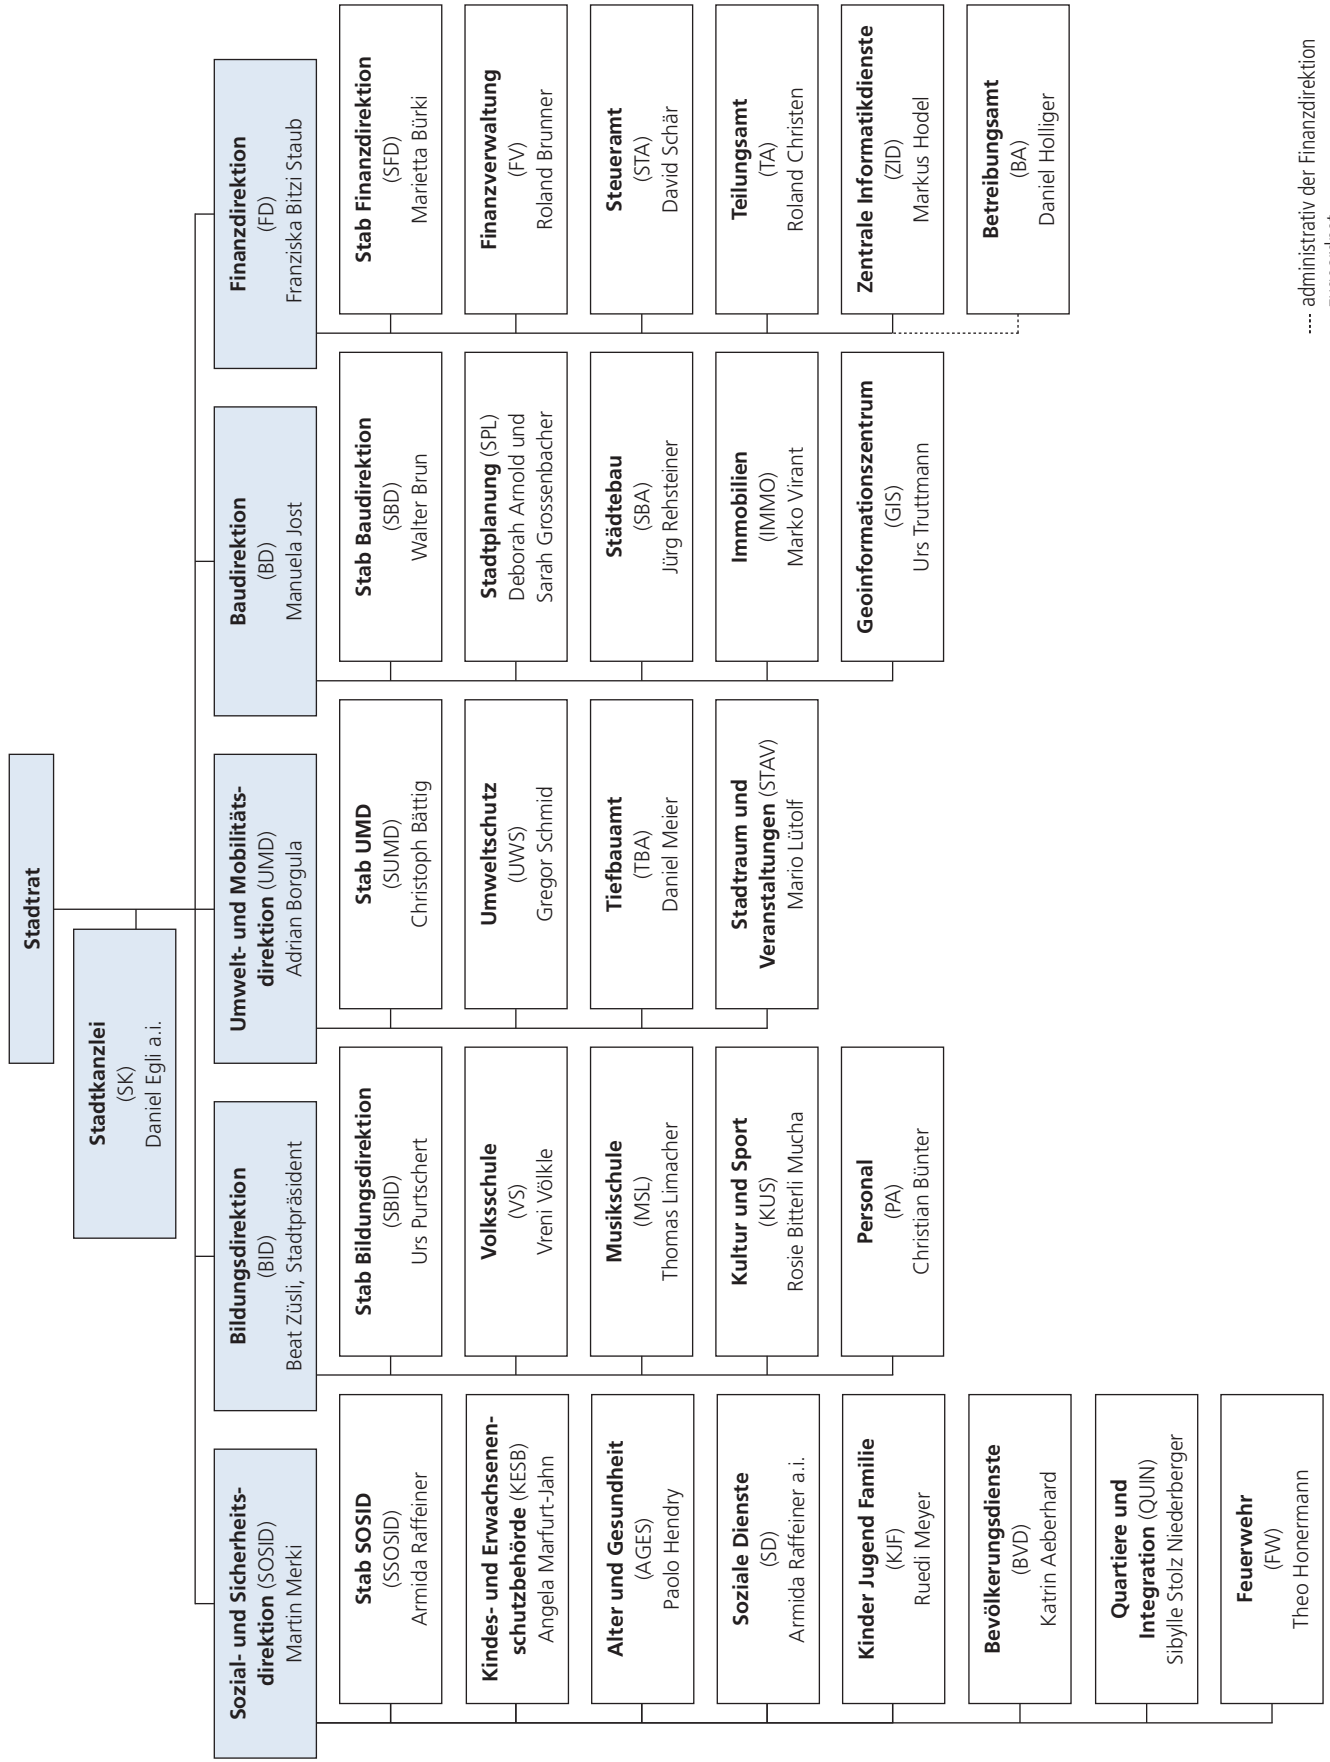 Stadtrat
Stadtkanzlei
(SK)
Daniel Egli a.i.
Sozial- und Sicherheits-
direktion (SOSID)
Martin Merki
Stab SOSID
(SSOSID)
Armida Raffeiner
Kindes- und Erwachsenen-
schutzbehörde (KESB)
Angela Marfurt-Jahn
Alter und Gesundheit
(AGES)
Paolo Hendry
Soziale Dienste
(SD)
Armida Raffeiner a.i.
Kinder Jugend Familie
(KJF)
Ruedi Meyer
Bevölkerungsdienste
(BVD)
Katrin Aeberhard
Quartiere und
Integration (QUIN)
Sibylle Stolz Niederberger
Feuerwehr
(FW)
Theo Honermann
Bildungsdirektion
(BID)
Beat Züsli, Stadtpräsident
Stab Bildungsdirektion
(SBID)
Urs Purtschert
Volksschule
(VS)
Vreni Völkle
Musikschule
(MSL)
Thomas Limacher
Kultur und Sport
(KUS)
Rosie Bitterli Mucha
Personal
(PA)
Christian Bünter
Umwelt- und Mobilitäts-
direktion (UMD)
Adrian Borgula
Stab UMD
(SUMD)
Christoph Bättig
Umweltschutz
(UWS)
Gregor Schmid
Tiefbauamt
(TBA)
Daniel Meier
Stadtraum und
Veranstaltungen (STAV)
Mario Lütolf
Baudirektion
(BD)
Manuela Jost
Stab Baudirektion
(SBD)
Walter Brun
Stadtplanung (SPL)
Deborah Arnold und
Sarah Grossenbacher
Städtebau
(SBA)
Jürg Rehsteiner
Immobilien
(IMMO)
Marko Virant
Geoinformationszentrum
(GIS)
Urs Truttmann
Finanzdirektion
(FD)
Franziska Bitzi Staub
Stab Finanzdirektion
(SFD)
Marietta Bürki
Finanzverwaltung
(FV)
Roland Brunner
Steueramt
(STA)
David Schär
Teilungsamt
(TA)
Roland Christen
Zentrale Informatikdienste
(ZID)
Markus Hodel
Betreibungsamt
(BA)
Daniel Holliger
---- administrativ der Finanzdirektion